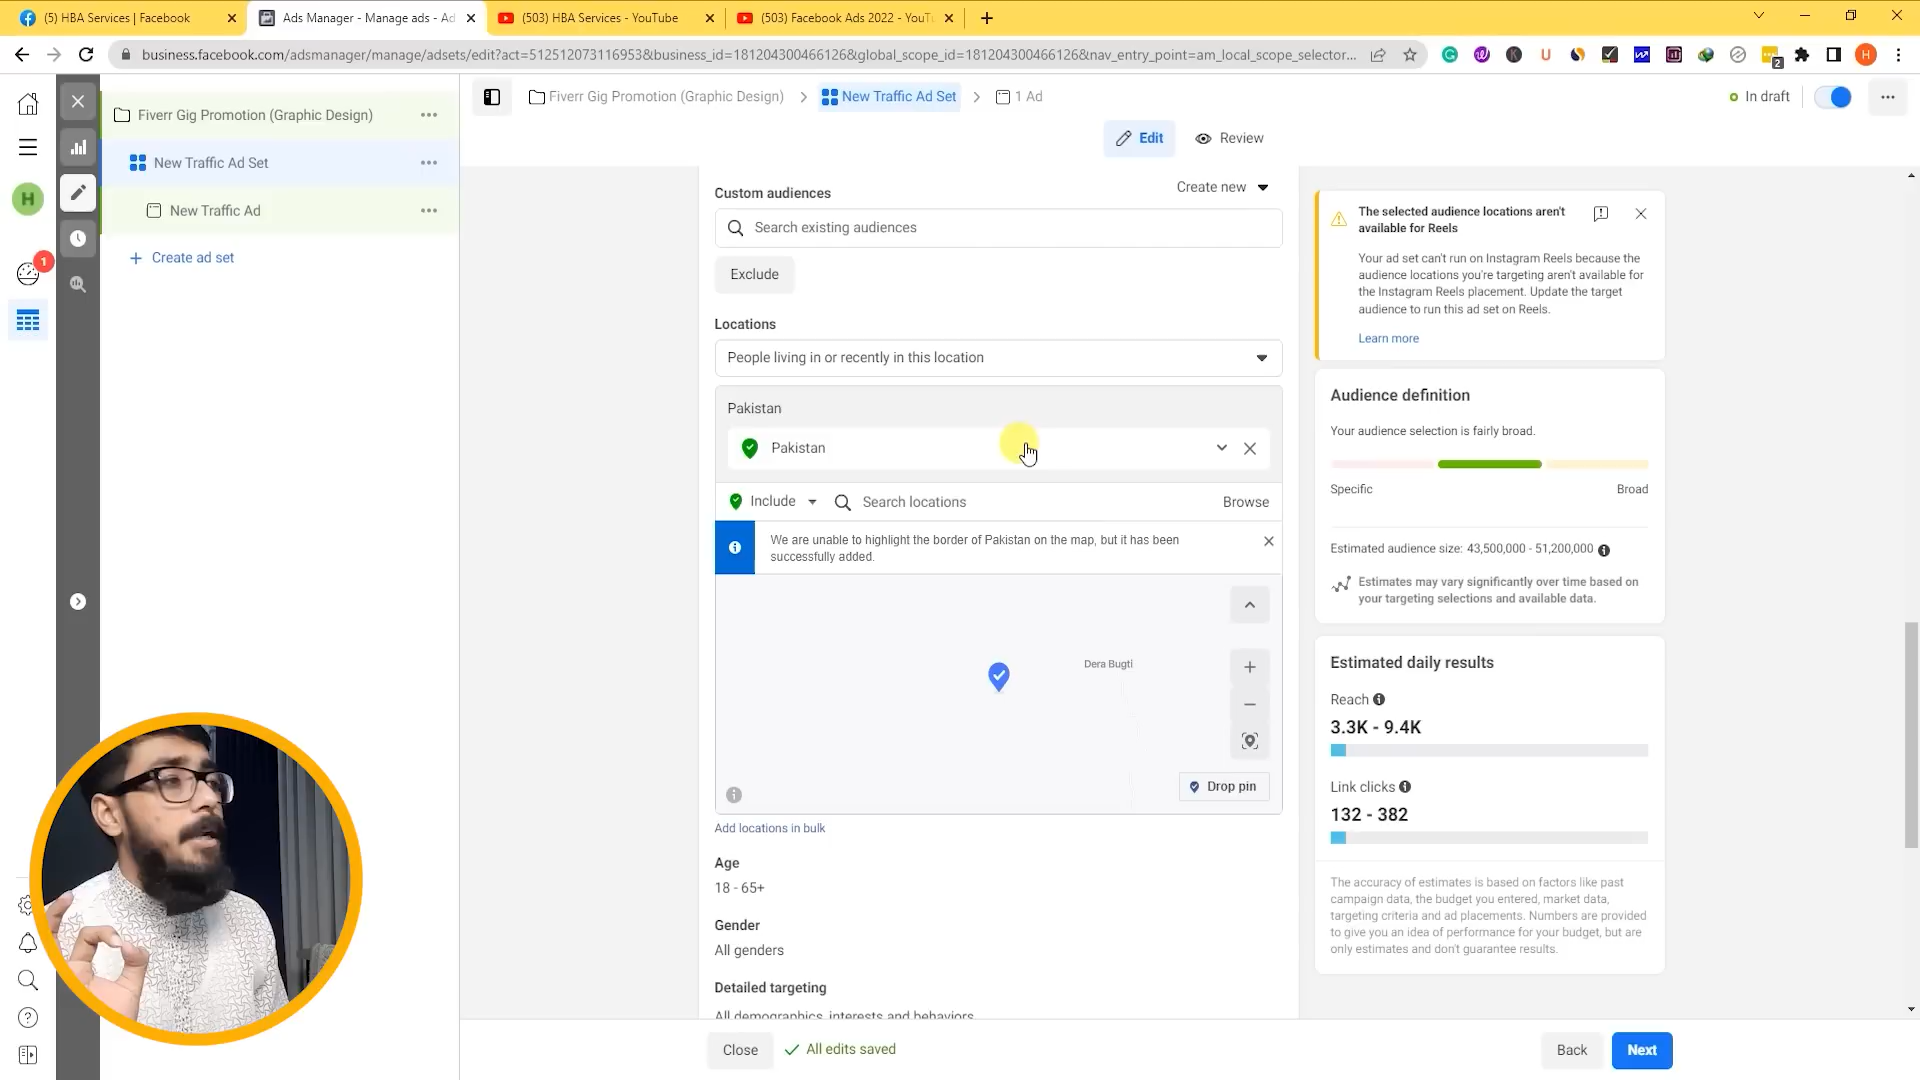 (5) HBA Services | Facebook
Ads Manager - Manage ads - Ad
(503) HBA Services - YouTube
(503) Facebook Ads 2022 - YouT
business.facebook.com/adsmanager/manage/adsets/edit?act=512512073116953&business_id=181204300466126&global_scope_id=181204300466126&nav_entry_point=am_local_scope_selector...
2
H
Fiverr Gig Promotion (Graphic Design)
New Traffic Ad Set
New Traffic Ad
Create ad set
H
1
Fiverr Gig Promotion (Graphic Design)
New Traffic Ad Set
1 Ad
In draft
Edit
Review
Custom audiences
Create new
Search existing audiences
Exclude
Locations
People living in or recently in this location
Pakistan
Pakistan
Include
Search locations
Browse
We are unable to highlight the border of Pakistan on the map, but it has been
successfully added.
Dera Bugti
Drop pin
Add locations in bulk
Age
18 - 65+
Gender
All genders
Detailed targeting
All demographics, interests and behaviors
Close
All edits saved
Back
Next
The selected audience locations aren't
available for Reels
Your ad set can't run on Instagram Reels because the
audience locations you're targeting aren't available for
the Instagram Reels placement. Update the target
audience to run this ad set on Reels.
Learn more
Audience definition
Your audience selection is fairly broad.
Specific
Broad
Estimated audience size: 43,500,000 - 51,200,000
Estimates may vary significantly over time based on
your targeting selections and available data.
Estimated daily results
Reach
3.3K - 9.4K
Link clicks
132 - 382
The accuracy of estimates is based on factors like past
campaign data, the budget you entered, market data,
targeting criteria and ad placements. Numbers are provided
to give you an idea of performance for your budget, but are
only estimates and don't guarantee results.